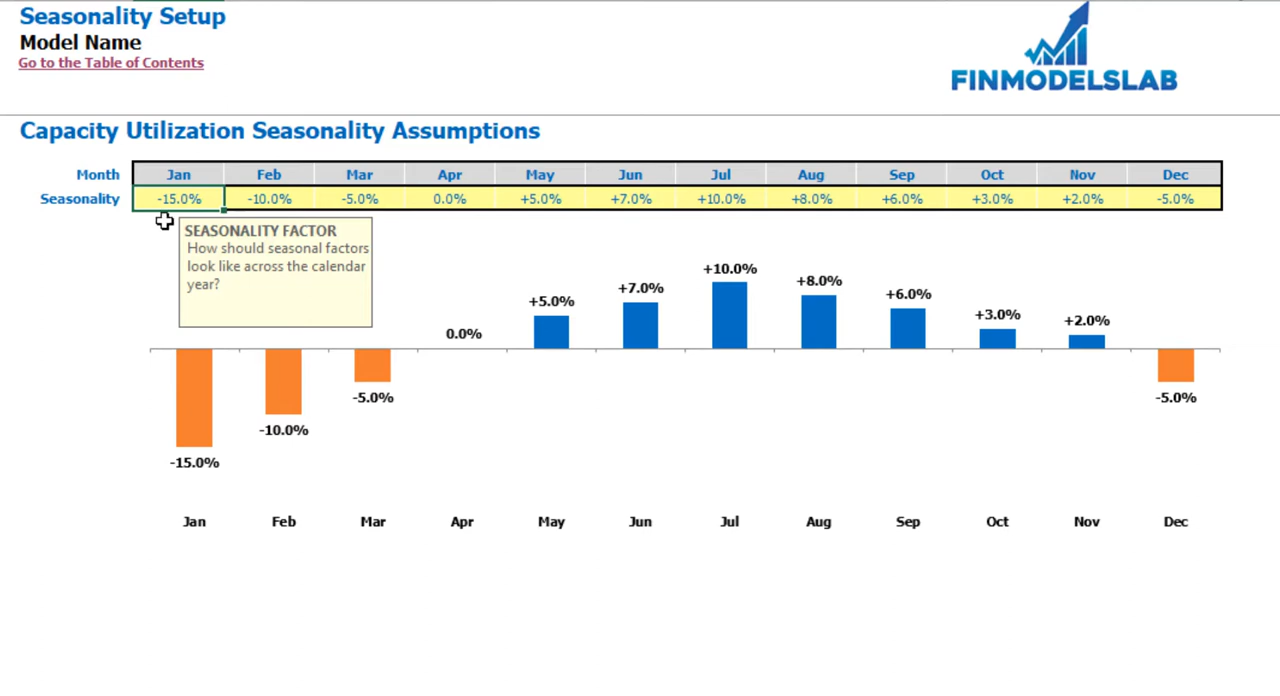 Seasonality Setup
Model Name
Go to the Table of Contents
FINMODELSLAB
Capacity Utilization Seasonality Assumptions
Month Jan Feb Mar Apr May Jun Jul Aug Sep Oct Nov Dec
Seasonality -15.0% -10.0% -5.0% 0.0% +5.0% +7.0% +10.0% +8.0% +6.0% +3.0% +2.0% -5.0%
SEASONALITY FACTOR
How should seasonal factors
look like across the calendar
year?
0.0% +5.0% +7.0% +10.0% +8.0% +6.0% +3.0% +2.0%
-15.0% -10.0% -5.0% -5.0%
Jan Feb Mar Apr May Jun Jul Aug Sep Oct Nov Dec